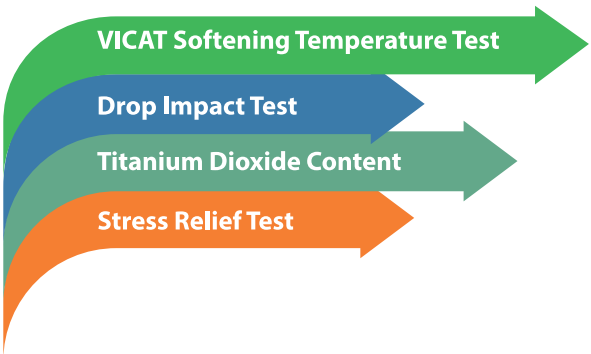 VICAT Softening Temperature Test
Drop Impact Test
Titanium Dioxide Content
Stress Relief Test